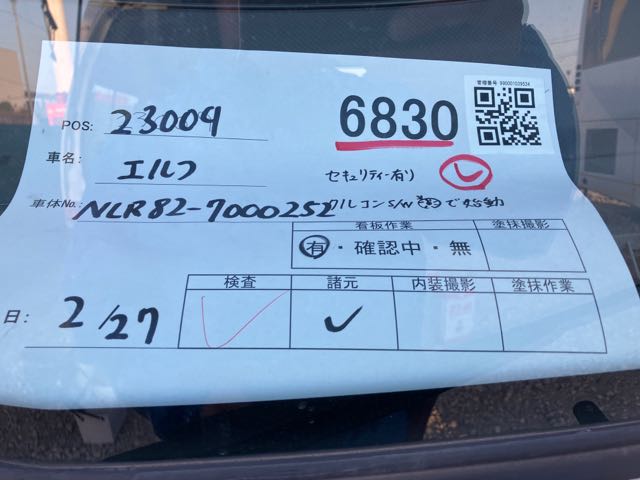 管理番号 990001039534
POS: 23009
6830
車名: エルフ
セキュリティー有り
し
車体No.: NLR82-7000252
リルコンS/W で始動
看板作業 塗抹撮影
有・確認中・無
検査 諸元 内装撮影 塗抹作業
日: 2/27